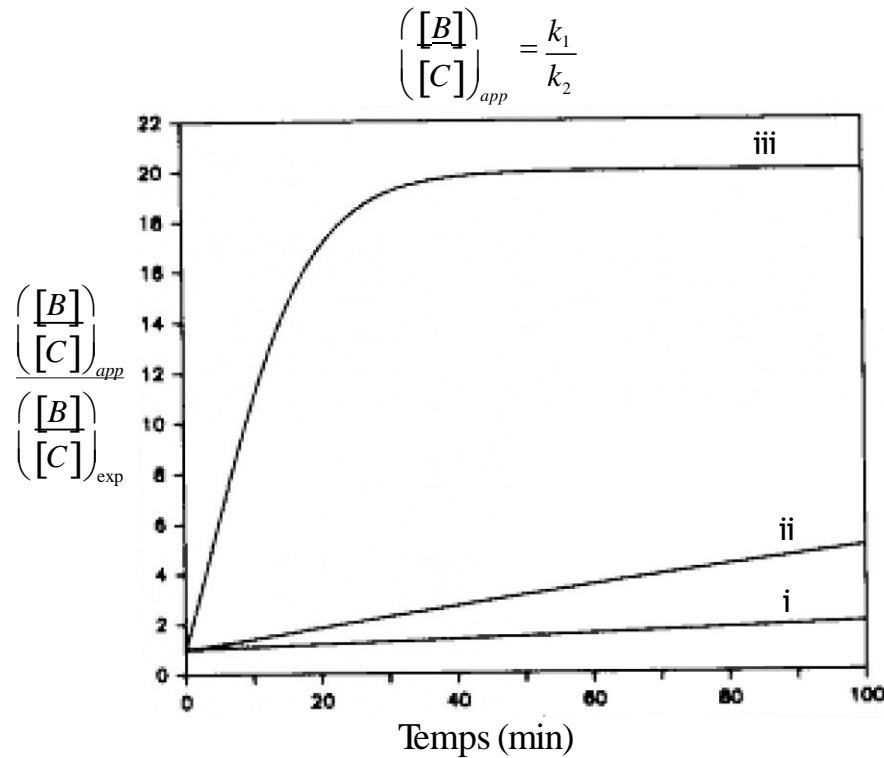 ([B]/[C])app = k1/k2
22
20
18
16
14
12
10
8
6
4
2
0
([B]/[C])app
([B]/[C])exp
iii
ii
i
0 20 40 60 80 100
Temps (min)